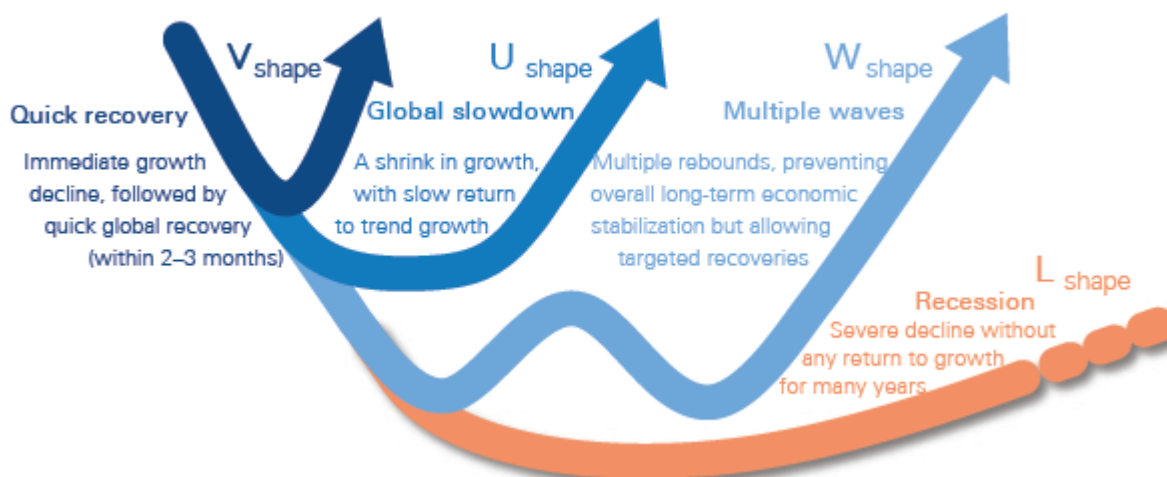 V shape
Quick recovery
Immediate growth
decline, followed by
quick global recovery
(within 2–3 months)
U shape
Global slowdown
A shrink in growth,
with slow return
to trend growth
W shape
Multiple waves
Multiple rebounds, preventing
overall long-term economic
stabilization but allowing
targeted recoveries
L shape
Recession
Severe decline without
any return to growth
for many years